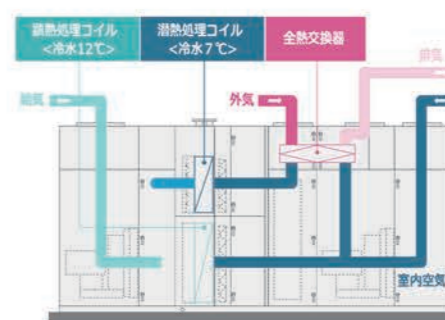 顕熱処理コイル
<冷水12℃>
潜熱処理コイル
<冷水7℃>
全熱交換器
給気
外気
排気
室内空気